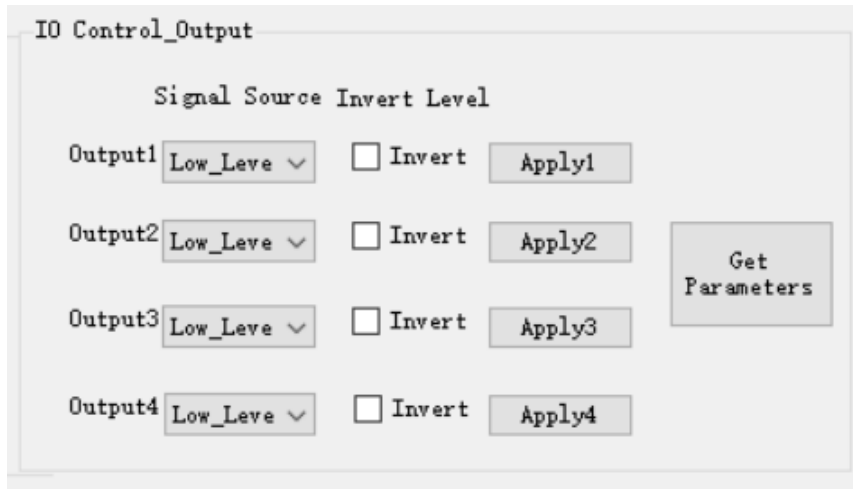 IO Control_Output
Signal Source Invert Level
Output1 Low_Leve Invert Apply1
Output2 Low_Leve Invert Apply2
Get
Parameters
Output3 Low_Leve Invert Apply3
Output4 Low_Leve Invert Apply4